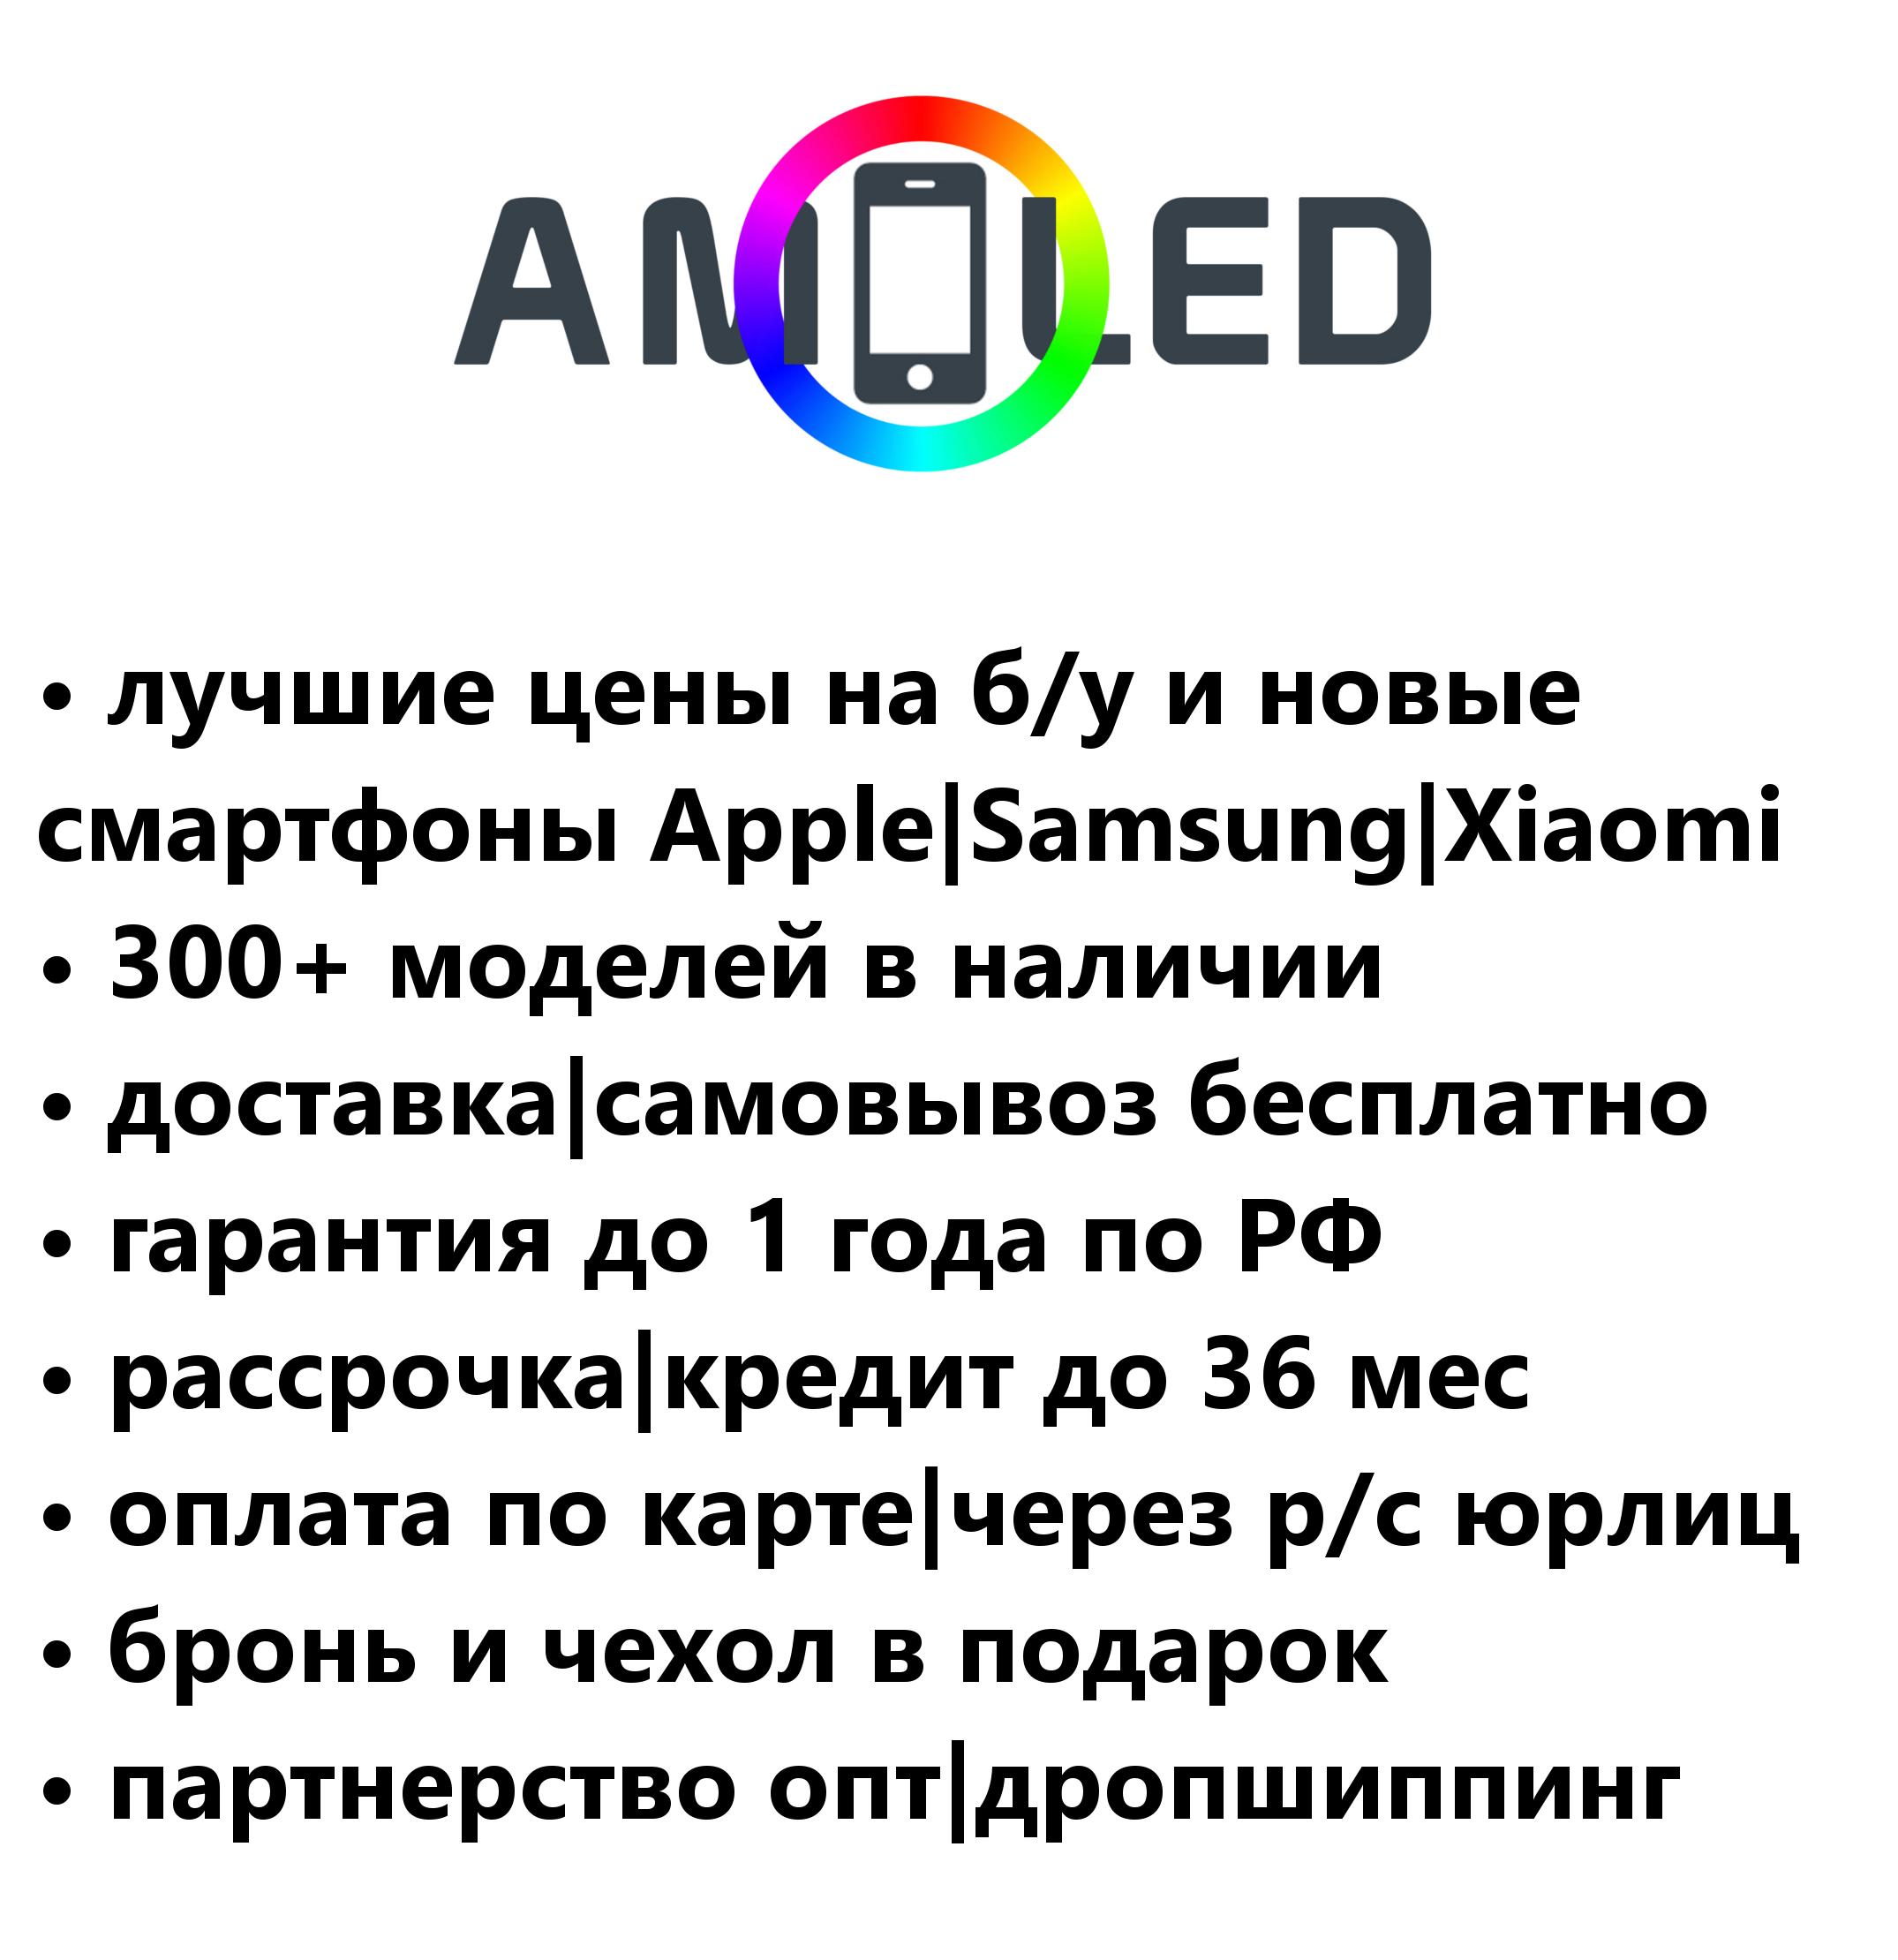 AMOLED
• лучшие цены на б/у и новые
смартфоны Apple|Samsung|Xiaomi
• 300+ моделей в наличии
• доставка|самовывоз бесплатно
• гарантия до 1 года по РФ
• рассрочка|кредит до 36 мес
• оплата по карте|через р/с юрлиц
• бронь и чехол в подарок
• партнерство опт|дропшиппинг